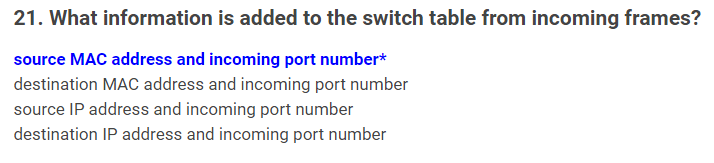 21. What information is added to the switch table from incoming frames?
source MAC address and incoming port number*
destination MAC address and incoming port number
source IP address and incoming port number
destination IP address and incoming port number